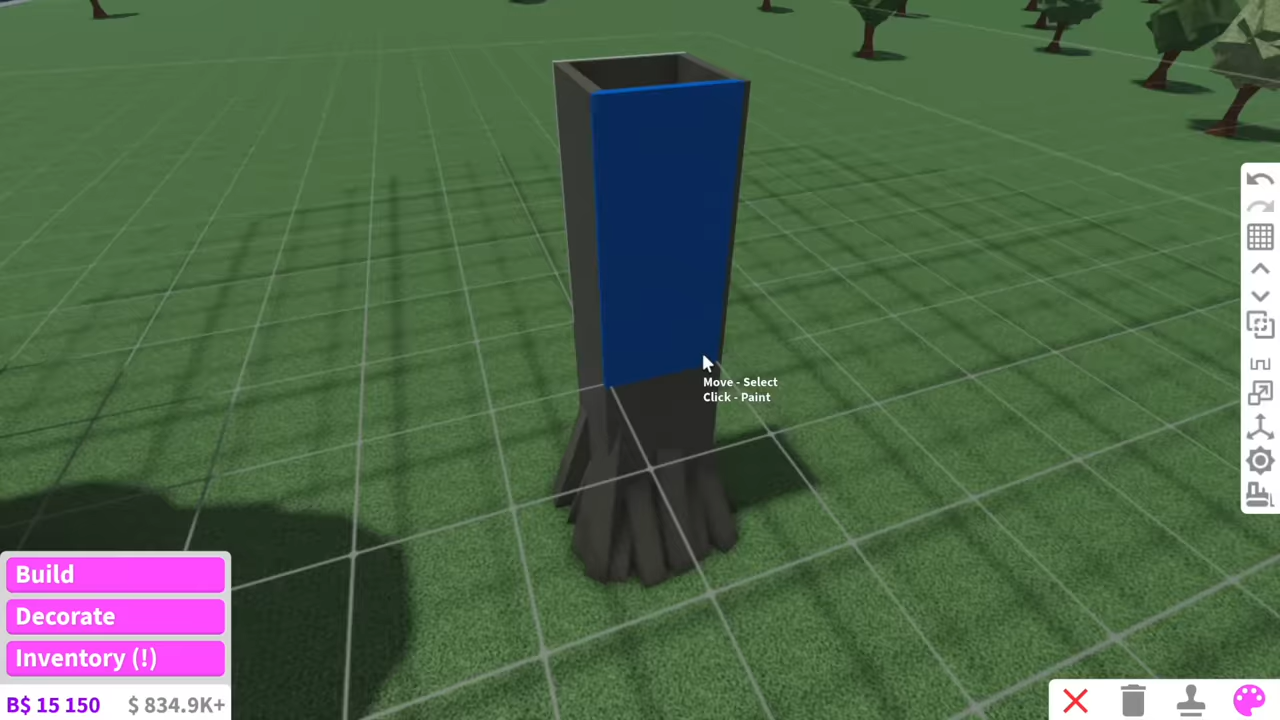 Move - Select
Click - Paint
Build
Decorate
Inventory (!)
B$ 15 150 $ 834.9K+